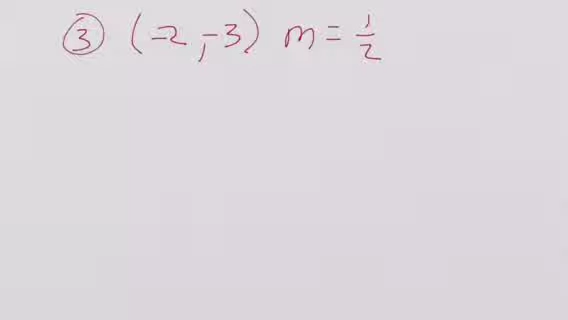 ③ (-2,-3) m = 1/2